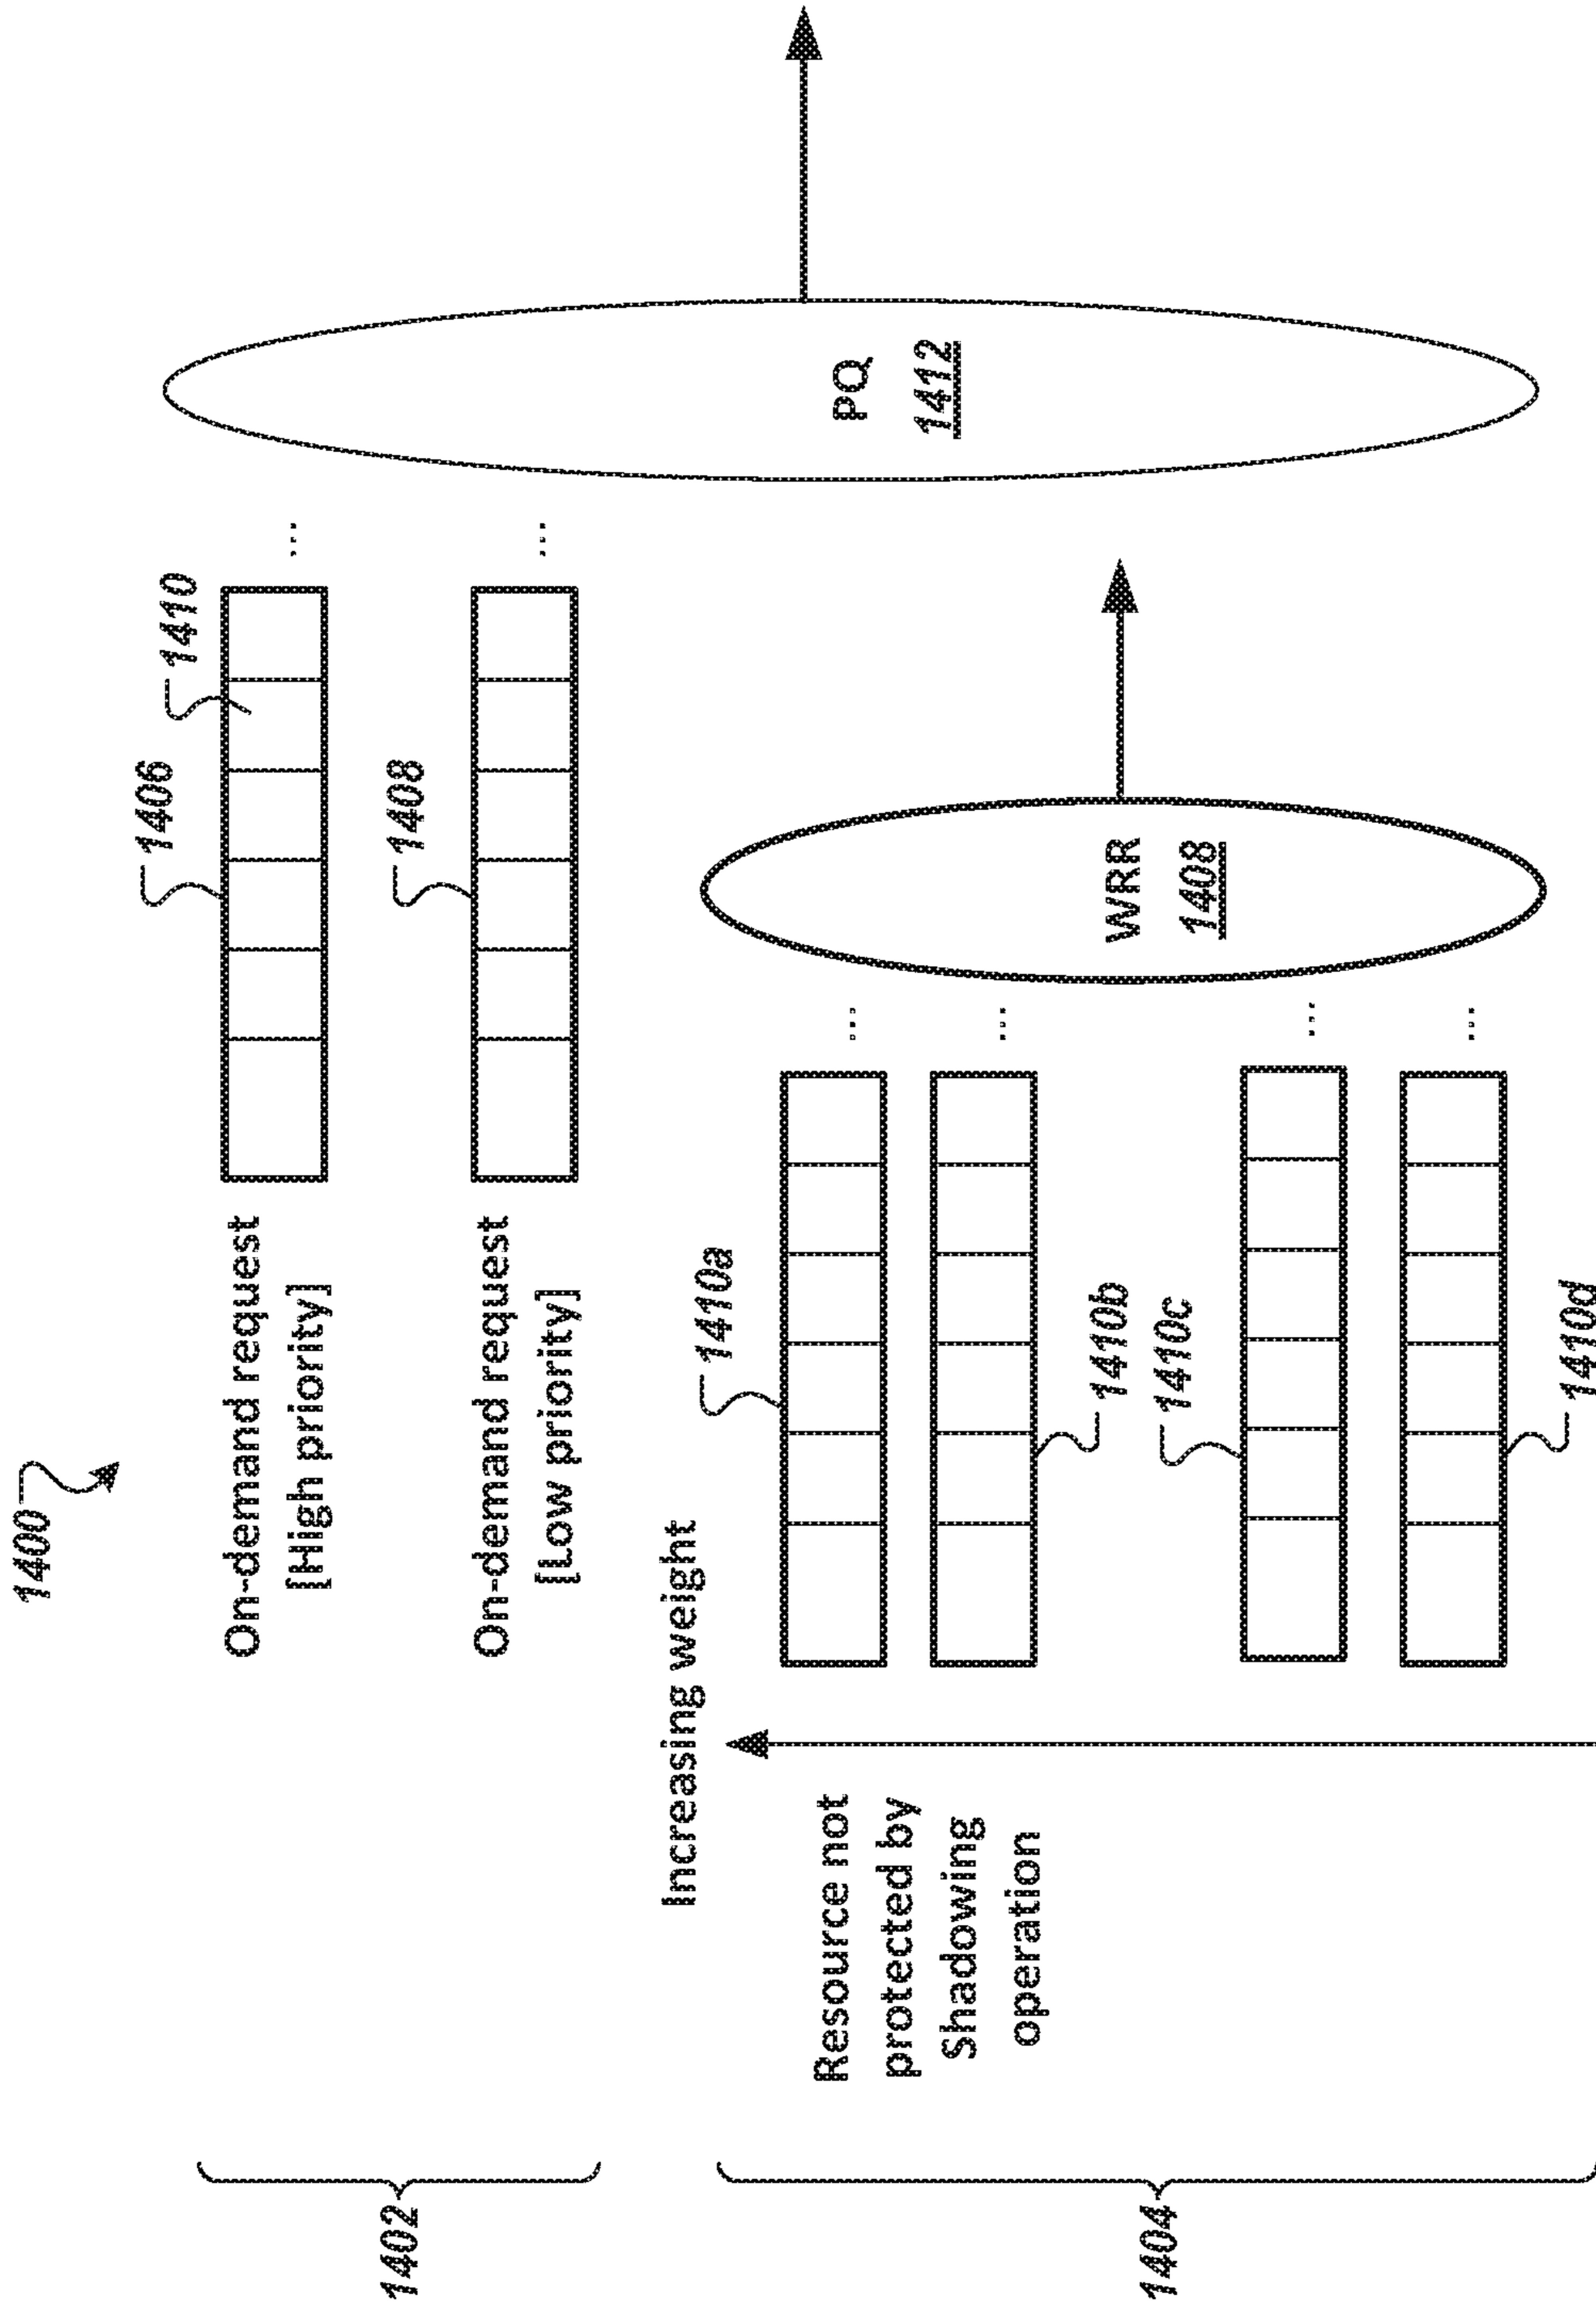 1400
1402
On-demand request
[High priority]
1406
1410
...
On-demand request
[Low priority]
1408
...
PQ
1412
1404
Increasing weight
Resource not
protected by
Shadowing
operation
1410a
...
1410b
...
1410c
...
1410d
...
WRR
1408